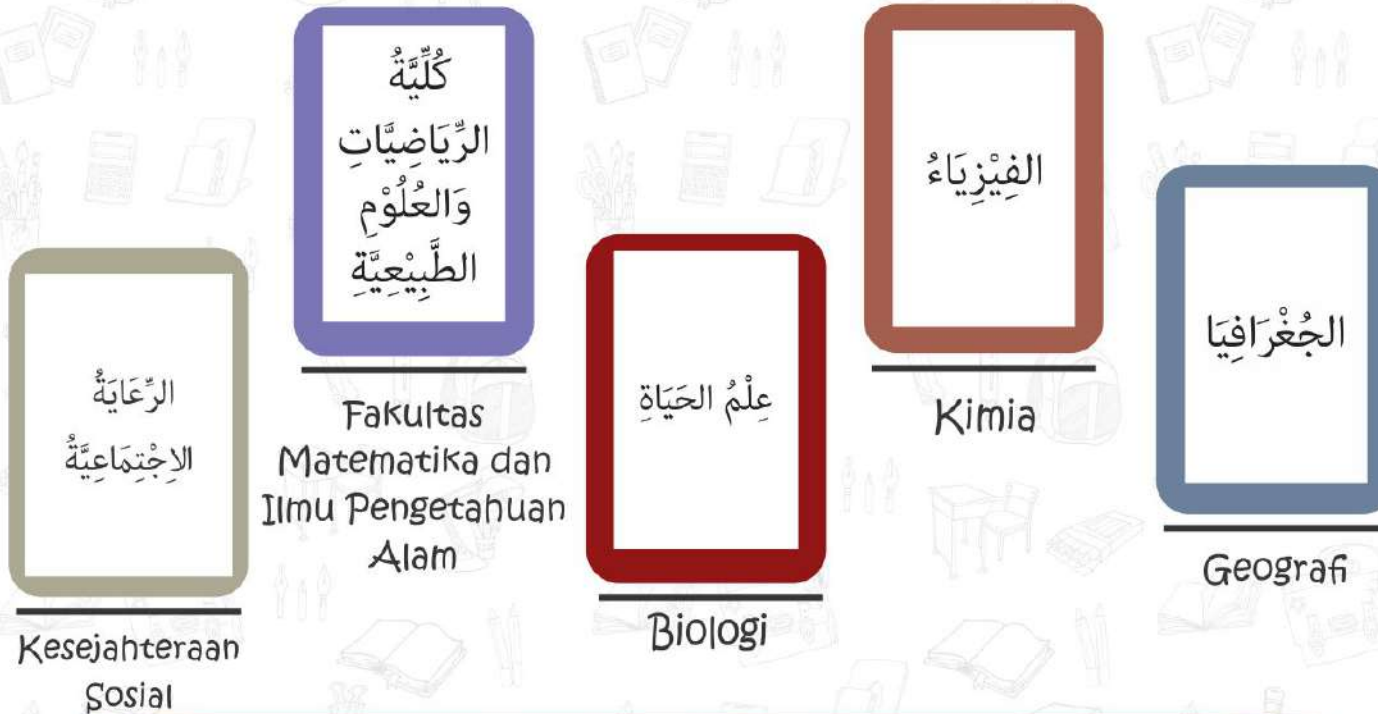 الرِّعَايَةُ
الاِجْتِمَاعِيَّةُ
Kesejahteraan
Sosial
كُلِّيَّةُ
الرِّيَاضِيَّاتِ
وَالعُلُوْمِ
الطَّبِيْعِيَّةِ
Fakultas
Matematika dan
Ilmu Pengetahuan
Alam
عِلْمُ الحَيَاةِ
Biologi
الفِيْزِيَاءُ
Kimia
الجُغْرَافِيَا
Geografi